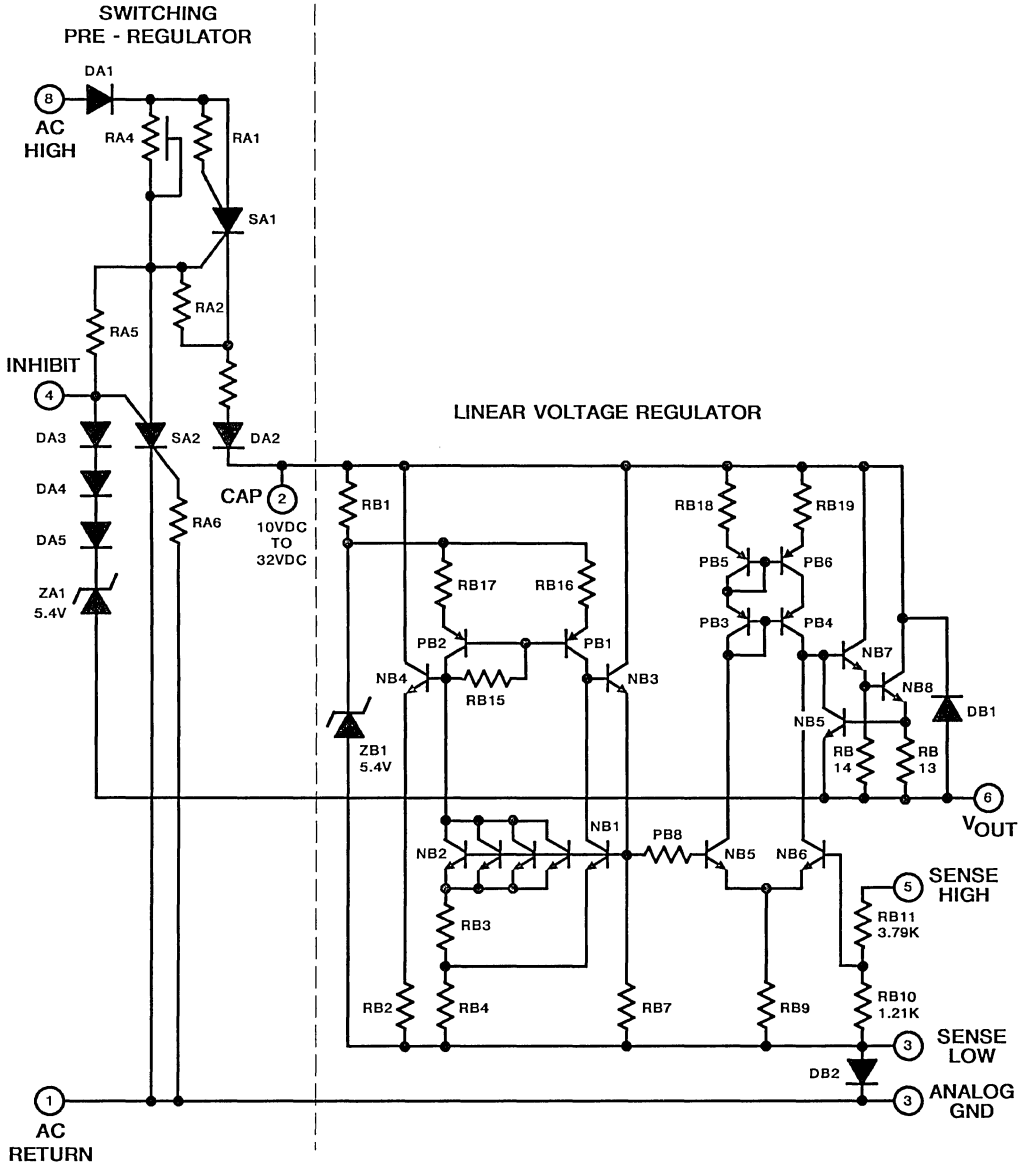 SWITCHING
PRE - REGULATOR
DA1
8
AC
HIGH
RA4
RA1
SA1
RA2
RA5
INHIBIT
4
DA3
SA2
DA2
LINEAR VOLTAGE REGULATOR
DA4
CAP
2
10VDC
TO
32VDC
RB1
RB18
RB19
DA5
RA6
ZA1
5.4V
RB17
RB16
PB5
PB6
PB2
PB1
PB3
PB4
NB4
RB15
NB3
NB7
NB8
DB1
NB5
ZB1
5.4V
RB
14
RB
13
6
VOUT
NB1
PB8
NB2
NB5
NB6
5
SENSE
HIGH
RB3
RB11
3.79K
RB2
RB4
RB7
RB9
RB10
1.21K
3
SENSE
LOW
DB2
1
AC
RETURN
3
ANALOG
GND